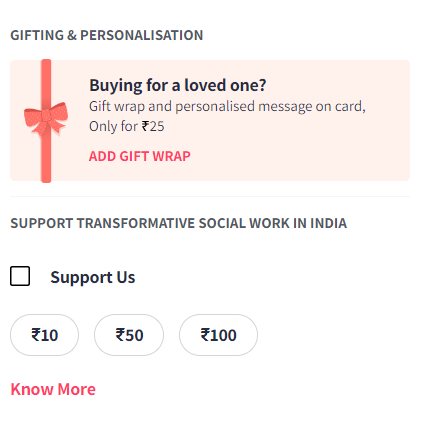 GIFTING & PERSONALISATION
Buying for a loved one?
Gift wrap and personalised message on card,
Only for ₹25
ADD GIFT WRAP
SUPPORT TRANSFORMATIVE SOCIAL WORK IN INDIA
Support Us
₹10 ₹50 ₹100
Know More